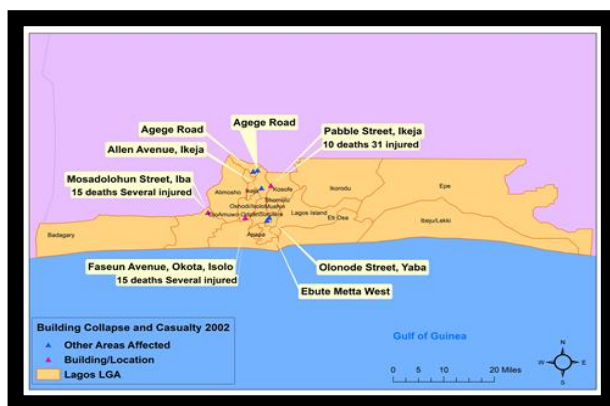 Agege Road
Agege Road
Pabble Street, Ikeja
10 deaths 31 injured
Allen Avenue, Ikeja
Mosadolohun Street, Iba
15 deaths Several injured
Alimosho
Ikeja
Kosofe
Ikorodu
Epe
Shomolu
Lagos Island
Eti Osa
Ibeju/Lekki
Badagary
Apapa
Faseun Avenue, Okota, Isolo
15 deaths Several injured
Olonode Street, Yaba
Ebute Metta West
Building Collapse and Casualty 2002
Other Areas Affected
Building/Location
Lagos LGA
Gulf of Guinea
N
W
E
S
0 5 10 20 Miles